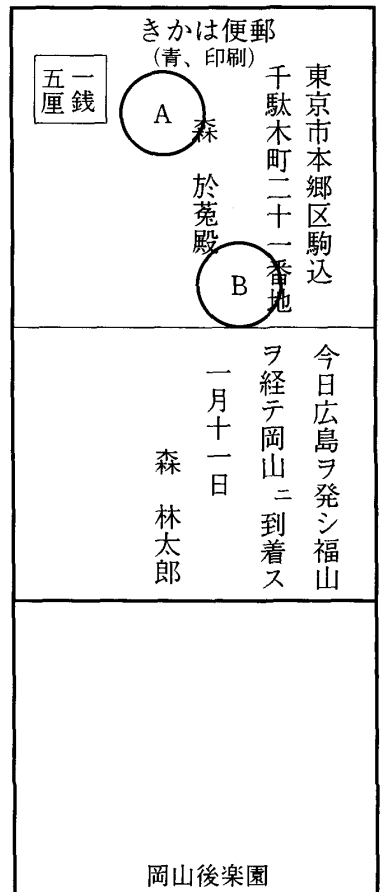 きかは便郵
(青、印刷)
一銭
五厘
A
東京市本郷区駒込
千駄木町二十一番地
森 於菟殿
B
今日広島ヲ発シ福山
ヲ経テ岡山ニ到着ス
一月十一日
森 林太郎
岡山後楽園